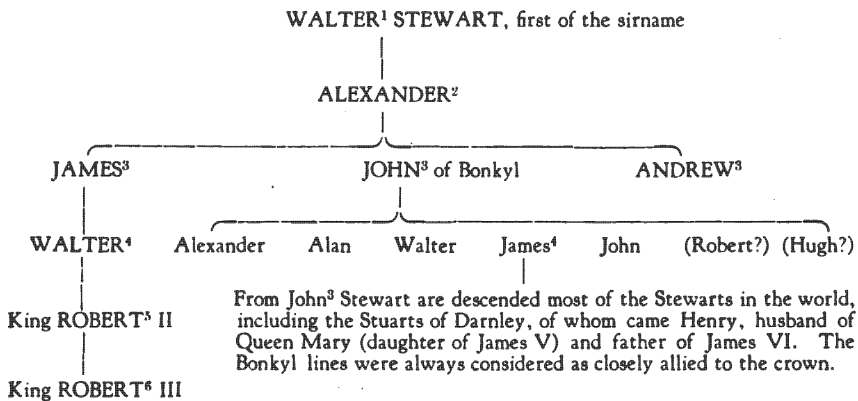 WALTER¹ STEWART, first of the sirname
ALEXANDER²
JAMES³ JOHN³ of Bonkyl ANDREW³
WALTER⁴ Alexander Alan Walter James⁴ John (Robert?) (Hugh?)
King ROBERT⁵ II
King ROBERT⁶ III
From John³ Stewart are descended most of the Stewarts in the world,
including the Stuarts of Darnley, of whom came Henry, husband of
Queen Mary (daughter of James V) and father of James VI. The
Bonkyl lines were always considered as closely allied to the crown.